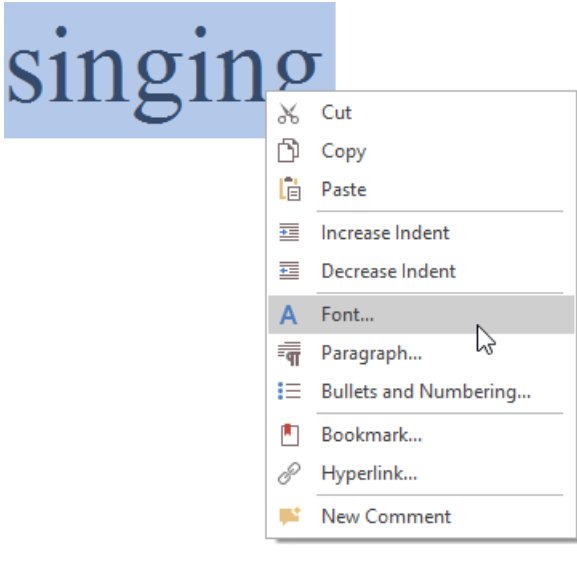 singing
Cut
Copy
Paste
Increase Indent
Decrease Indent
Font...
Paragraph...
Bullets and Numbering...
Bookmark...
Hyperlink...
New Comment